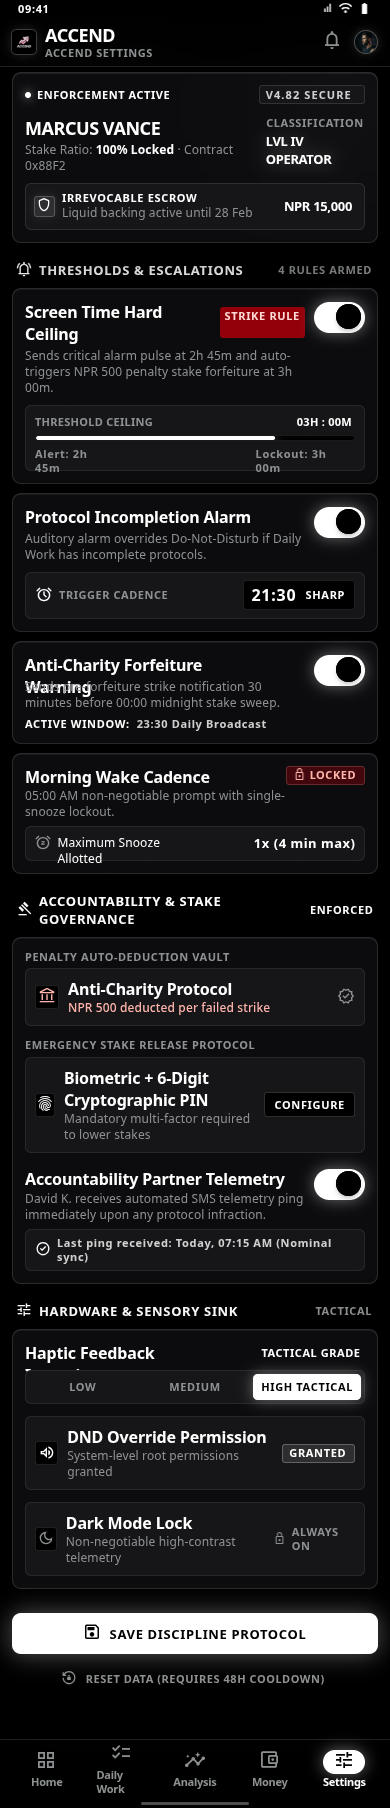 09:41
ACCEND
ACCEND
ACCEND SETTINGS
ENFORCEMENT ACTIVE
V4.82 SECURE
MARCUS VANCE
CLASSIFICATION
Stake Ratio: 100% Locked · Contract
0x88F2
LVL IV
OPERATOR
IRREVOCABLE ESCROW
Liquid backing active until 28 Feb
NPR 15,000
THRESHOLDS & ESCALATIONS
4 RULES ARMED
Screen Time Hard
Ceiling
STRIKE RULE
Sends critical alarm pulse at 2h 45m and auto-
triggers NPR 500 penalty stake forfeiture at 3h
00m.
THRESHOLD CEILING
03H : 00M
Alert: 2h
45m
Lockout: 3h
00m
Protocol Incompletion Alarm
Auditory alarm overrides Do-Not-Disturb if Daily
Work has incomplete protocols.
TRIGGER CADENCE
21:30 SHARP
Anti-Charity Forfeiture
Warning
forfeiture strike notification 30
minutes before 00:00 midnight stake sweep.
ACTIVE WINDOW: 23:30 Daily Broadcast
Morning Wake Cadence
LOCKED
05:00 AM non-negotiable prompt with single-
snooze lockout.
Maximum Snooze
Allotted
1x (4 min max)
ACCOUNTABILITY & STAKE
GOVERNANCE
ENFORCED
PENALTY AUTO-DEDUCTION VAULT
Anti-Charity Protocol
NPR 500 deducted per failed strike
EMERGENCY STAKE RELEASE PROTOCOL
Biometric + 6-Digit
Cryptographic PIN
Mandatory multi-factor required
to lower stakes
CONFIGURE
Accountability Partner Telemetry
David K. receives automated SMS telemetry ping
immediately upon any protocol infraction.
Last ping received: Today, 07:15 AM (Nominal
sync)
HARDWARE & SENSORY SINK
TACTICAL
Haptic Feedback
TACTICAL GRADE
LOW
MEDIUM
HIGH TACTICAL
DND Override Permission
System-level root permissions
granted
GRANTED
Dark Mode Lock
Non-negotiable high-contrast
telemetry
ALWAYS
ON
SAVE DISCIPLINE PROTOCOL
RESET DATA (REQUIRES 48H COOLDOWN)
Home
Daily
Work
Analysis
Money
Settings